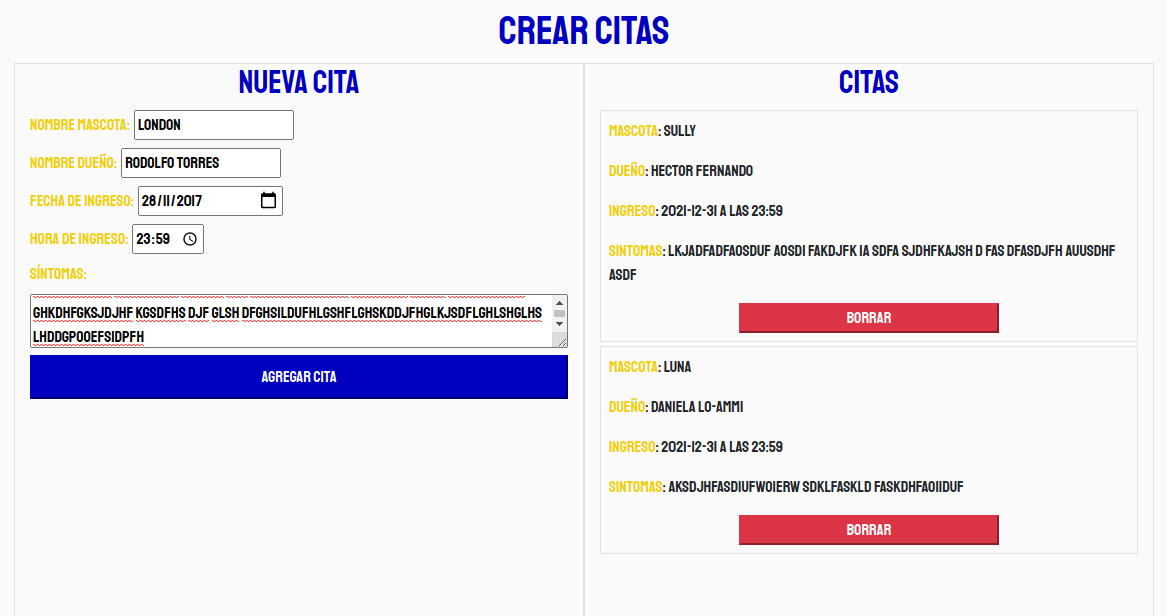 CREAR CITAS
NUEVA CITA
NOMBRE MASCOTA: LONDON
NOMBRE DUEÑO: RODOLFO TORRES
FECHA DE INGRESO: 28/11/2017
HORA DE INGRESO: 23:59
SÍNTOMAS:
GHKDHFGKSJDJHF KGSDFHS DJF GLSH DFGHSILDUFHLGSHFLGHSKDDJFHGLKJSDFLGHLSHGLHS
LHDDGPOOEFSIDPFH
AGREGAR CITA
CITAS
MASCOTA: SULLY
DUEÑO: HECTOR FERNANDO
INGRESO: 2021-12-31 A LAS 23:59
SINTOMAS: LKJADFADFAOSDUF AOSDI FAKDJFK IA SDFA SJDHFKAJSH D FAS DFASDJFH AUUSDHF
ASDF
BORRAR
MASCOTA: LUNA
DUEÑO: DANIELA LO-AMMI
INGRESO: 2021-12-31 A LAS 23:59
SINTOMAS: AKSDJHFASDIUFWOIERW SDKLFASKLD FASKDHFAOIIDUF
BORRAR